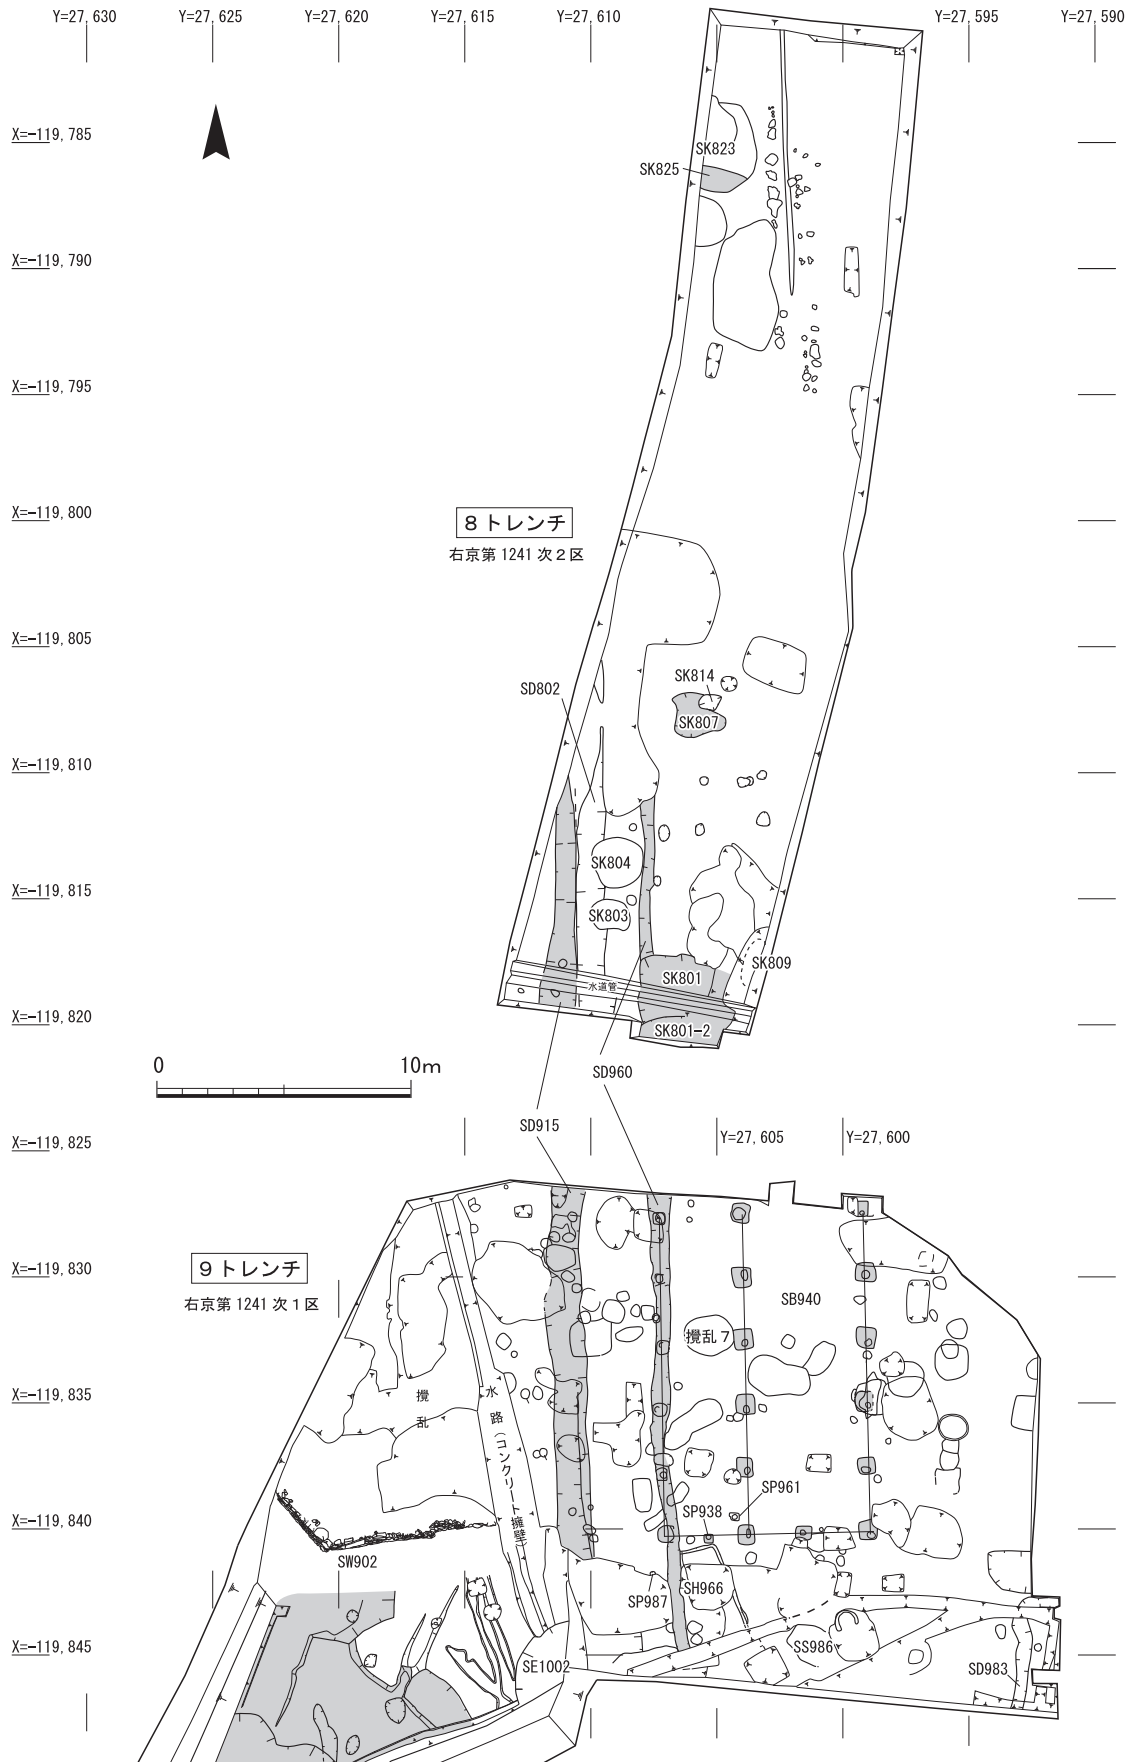 Y=27,630
Y=27,625
Y=27,620
Y=27,615
Y=27,610
Y=27,595
Y=27,590
X=-119,785
SK823
SK825
X=-119,790
X=-119,795
X=-119,800
8トレンチ
右京第1241次2区
X=-119,805
SK814
SD802
SK807
X=-119,810
SK804
X=-119,815
SK803
SK809
SK801
水道管
X=-119,820
SK801-2
0
10m
SD960
SD915
X=-119,825
Y=27,605
Y=27,600
9トレンチ
右京第1241次1区
X=-119,830
SB940
攪乱7
X=-119,835
攪乱
水路（コンクリート擁壁）
SP961
SP938
X=-119,840
SW902
SP987
SH966
X=-119,845
SS986
SE1002
SD983